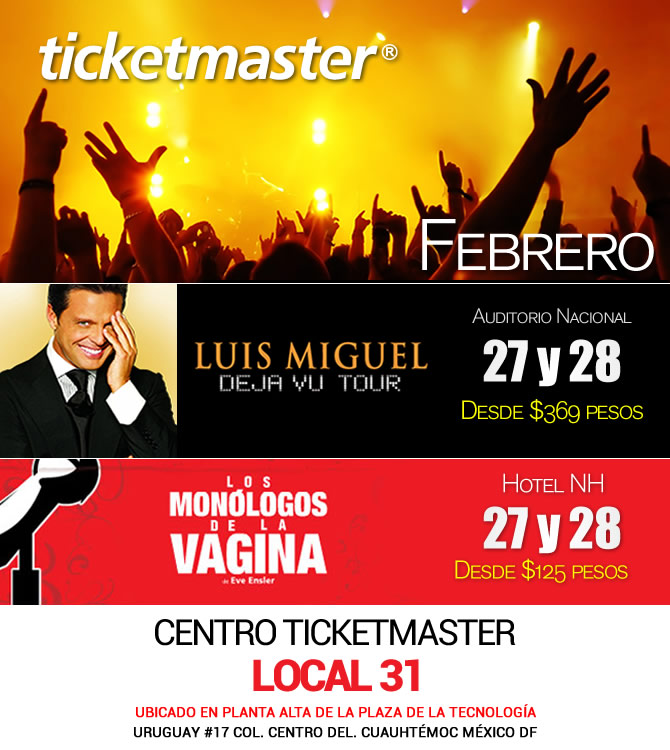 ticketmaster®
FEBRERO
LUIS MIGUEL
DEJA VU TOUR
AUDITORIO NACIONAL
27 y 28
DESDE $369 PESOS
LOS
MONÓLOGOS
DE LA
VAGINA
de Eve Ensler
HOTEL NH
27 y 28
DESDE $125 PESOS
CENTRO TICKETMASTER
LOCAL 31
UBICADO EN PLANTA ALTA DE LA PLAZA DE LA TECNOLOGÍA
URUGUAY #17 COL. CENTRO DEL. CUAUHTÉMOC MÉXICO DF